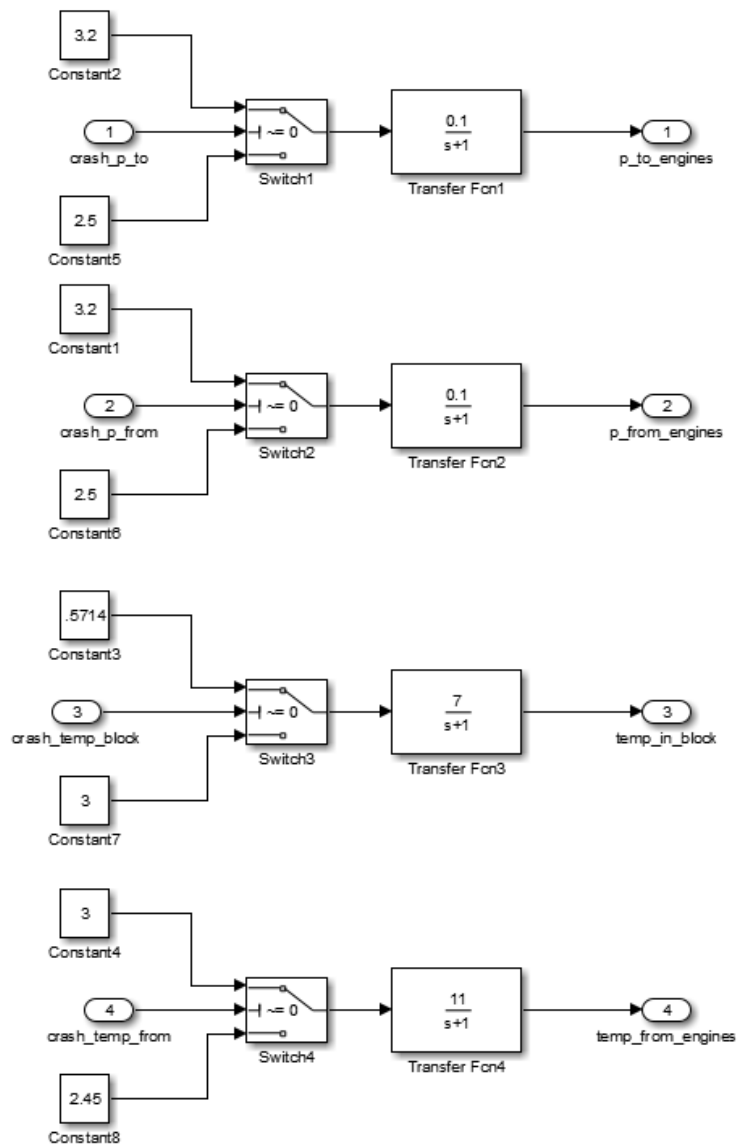 3.2
Constant2
1
crash_p_to
~= 0
Switch1
0.1
s+1
Transfer Fcn1
1
p_to_engines
2.5
Constant5
3.2
Constant1
2
crash_p_from
~= 0
Switch2
0.1
s+1
Transfer Fcn2
2
p_from_engines
2.5
Constant6
.5714
Constant3
3
crash_temp_block
~= 0
Switch3
7
s+1
Transfer Fcn3
3
temp_in_block
3
Constant7
3
Constant4
4
crash_temp_from
~= 0
Switch4
11
s+1
Transfer Fcn4
4
temp_from_engines
2.45
Constant8